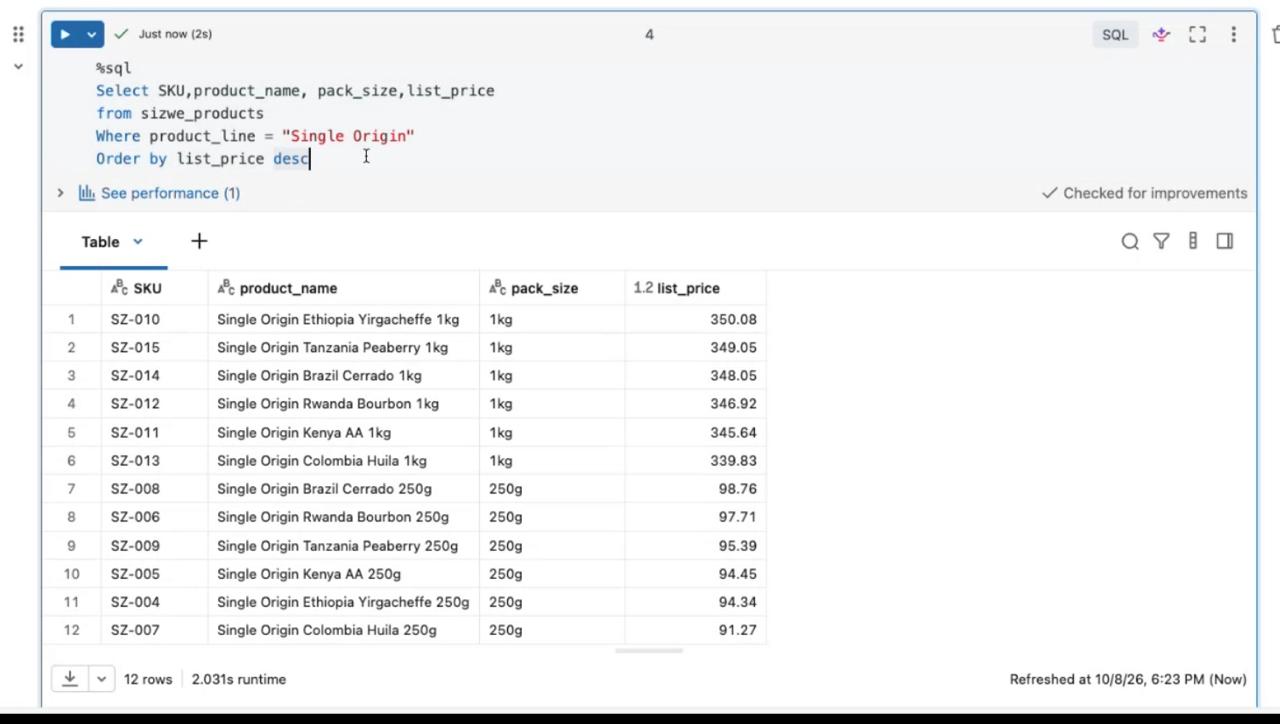 Just now (2s)
4
SQL
%sql
Select SKU,product_name, pack_size,list_price
from sizwe_products
Where product_line = "Single Origin"
Order by list_price desc
See performance (1)
Checked for improvements
Table
SKU product_name pack_size 1.2 list_price
1 SZ-010 Single Origin Ethiopia Yirgacheffe 1kg 1kg 350.08
2 SZ-015 Single Origin Tanzania Peaberry 1kg 1kg 349.05
3 SZ-014 Single Origin Brazil Cerrado 1kg 1kg 348.05
4 SZ-012 Single Origin Rwanda Bourbon 1kg 1kg 346.92
5 SZ-011 Single Origin Kenya AA 1kg 1kg 345.64
6 SZ-013 Single Origin Colombia Huila 1kg 1kg 339.83
7 SZ-008 Single Origin Brazil Cerrado 250g 250g 98.76
8 SZ-006 Single Origin Rwanda Bourbon 250g 250g 97.71
9 SZ-009 Single Origin Tanzania Peaberry 250g 250g 95.39
10 SZ-005 Single Origin Kenya AA 250g 250g 94.45
11 SZ-004 Single Origin Ethiopia Yirgacheffe 250g 250g 94.34
12 SZ-007 Single Origin Colombia Huila 250g 250g 91.27
12 rows 2.031s runtime
Refreshed at 10/8/26, 6:23 PM (Now)